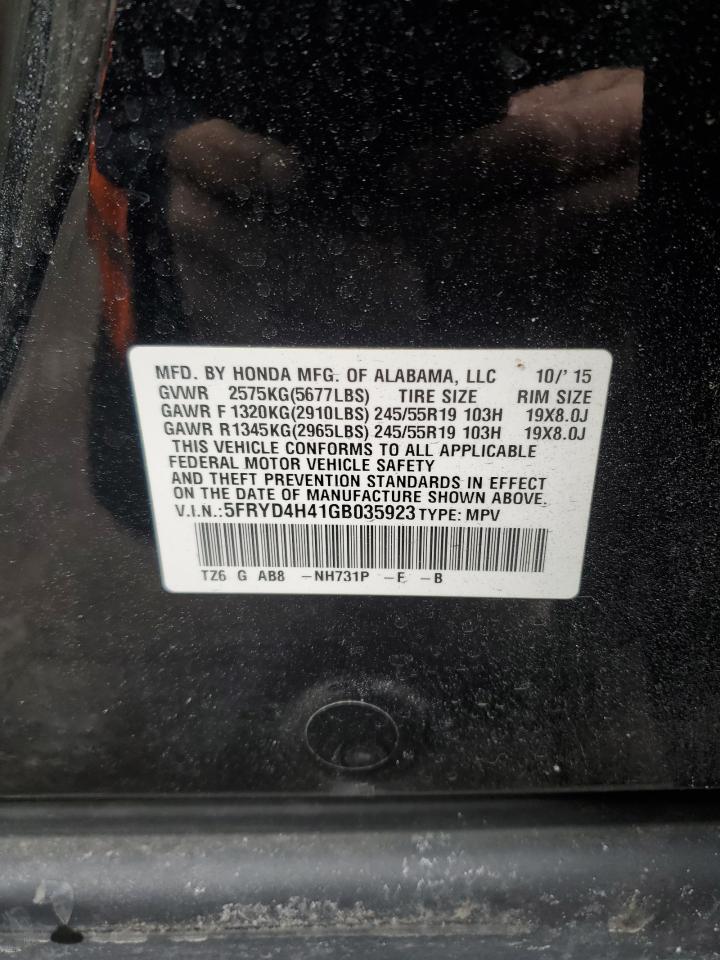 MFD. BY HONDA MFG. OF ALABAMA, LLC 10/'15
GVWR 2575KG(5677LBS) TIRE SIZE RIM SIZE
GAWR F 1320KG(2910LBS) 245/55R19 103H 19X8.0J
GAWR R1345KG(2965LBS) 245/55R19 103H 19X8.0J
THIS VEHICLE CONFORMS TO ALL APPLICABLE
FEDERAL MOTOR VEHICLE SAFETY
AND THEFT PREVENTION STANDARDS IN EFFECT
ON THE DATE OF MANUFACTURE SHOWN ABOVE.
V.I.N.:5FRYD4H41GB035923 TYPE: MPV
TZ6 G AB8 -NH731P -E -B